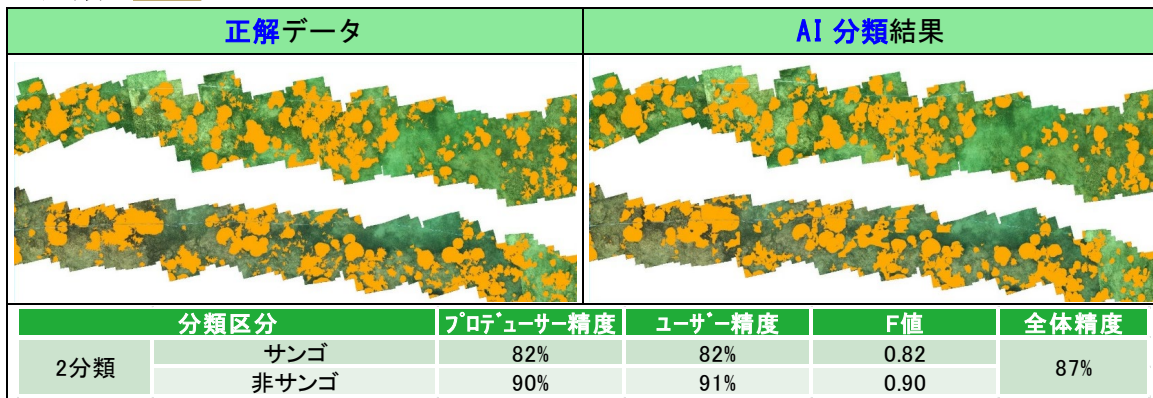 正解データ
AI 分類結果
分類区分 プロデューサー精度 ユーザー精度 F値 全体精度
2分類 サンゴ 82% 82% 0.82 87%
非サンゴ 90% 91% 0.90